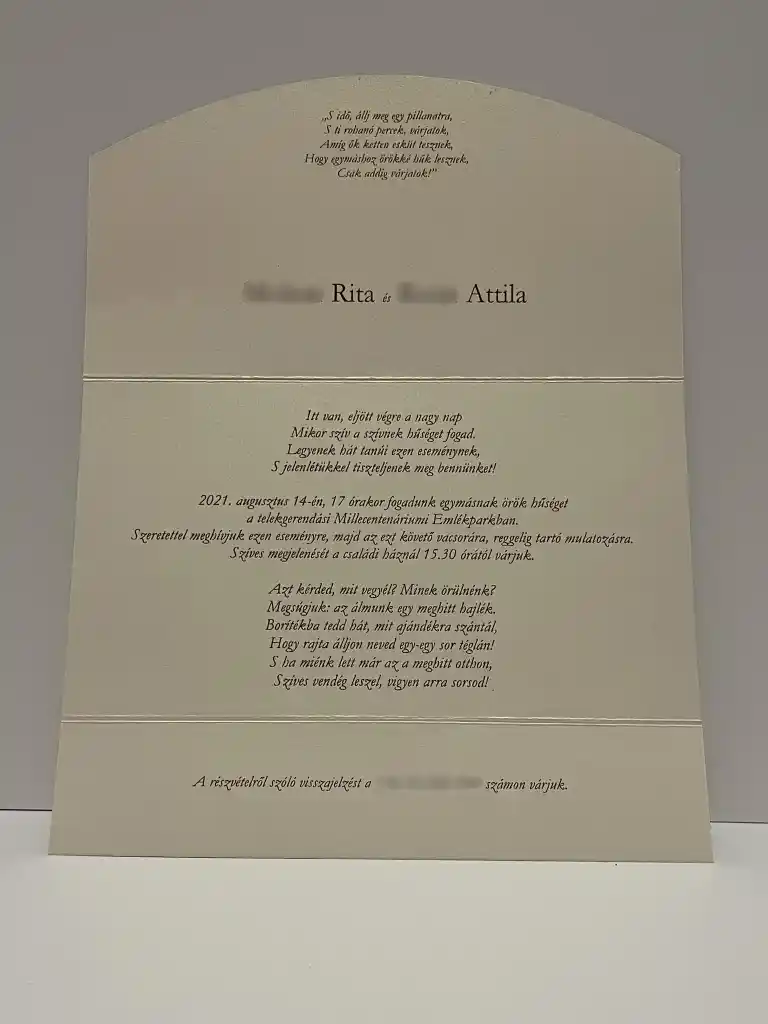 „S idő, állj meg egy pillanatra,
S ti rohanó percek, várjatok,
Amíg ők ketten esküt tesznek,
Hogy egymáshoz örökké hűk lesznek,
Csak addig várjatok!"
Rita és Attila
Itt van, eljött végre a nagy nap
Mikor szív a szívnek hűséget fogad.
Legyenek hát tanúi ezen eseménynek,
S jelenlétükkel tiszteljenek meg bennünket!
2021. augusztus 14-én, 17 órakor fogadunk egymásnak örök hűséget
a telekgerendási Millecentenáriumi Emlékparkban.
Szeretettel meghívjuk ezen eseményre, majd az ezt követő vacsorára, reggelig tartó mulatozásra.
Szíves megjelenését a családi háznál 15.30 órától várjuk.
Azt kérded, mit vegyél? Minek örülnénk?
Megsúgjuk: az álmunk egy meghitt hajlék.
Borítékba tedd hát, mit ajándékra szántál,
Hogy rajta álljon neved egy-egy sor téglán!
S ha miénk lett már az a meghitt otthon,
Szíves vendég leszel, vigyen arra sorsod!
A részvételről szóló visszajelzést a számon várjuk.